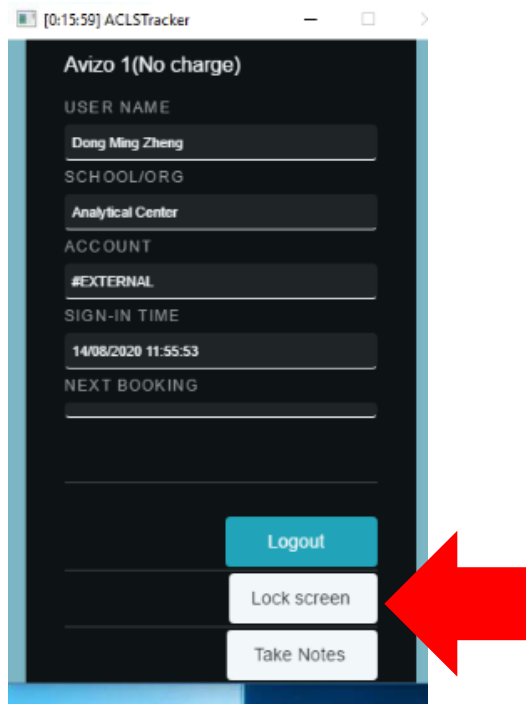 [0:15:59] ACLSTracker
Avizo 1(No charge)
USER NAME
Dong Ming Zheng
SCHOOL/ORG
Analytical Center
ACCOUNT
#EXTERNAL
SIGN-IN TIME
14/08/2020 11:55:53
NEXT BOOKING
Logout
Lock screen
Take Notes